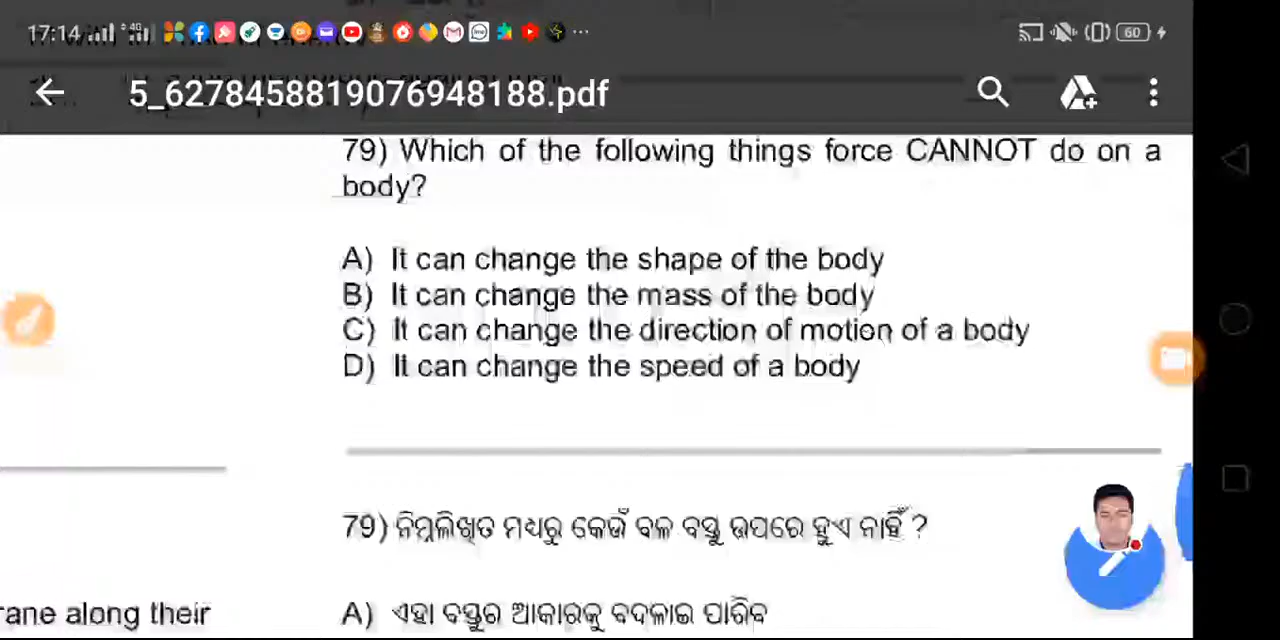 17:14
60
5_6278458819076948188.pdf
79) Which of the following things force CANNOT do on a
body?
A) It can change the shape of the body
B) It can change the mass of the body
C) It can change the direction of motion of a body
D) It can change the speed of a body
79) ନିମ୍ନଲିଖିତ ମଧ୍ୟରୁ କେଉଁ ବଳ ବସ୍ତୁ ଉପରେ ହୁଏ ନାହିଁ ?
rane along their
A) ଏହା ବସ୍ତୁର ଆକାରକୁ ବଦଳାଇ ପାରିବ